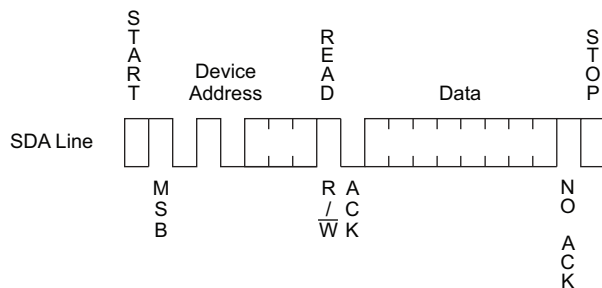 START
Device
Address
READ
Data
STOP
SDA Line
MSB
R/W
ACK
NO ACK